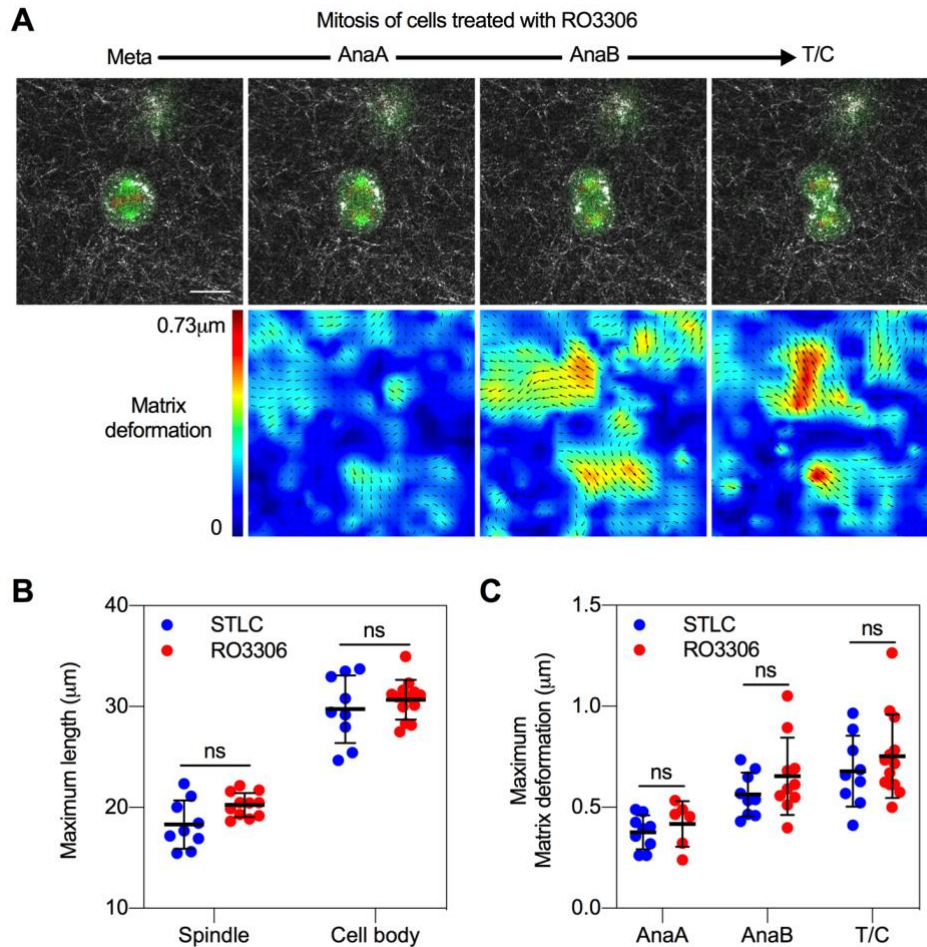 A
Mitosis of cells treated with RO3306
Meta AnaA AnaB T/C
0.73μm
Matrix
deformation
0
B
Maximum length (μm)
40
30
20
10
STLC
RO3306
ns
ns
Spindle Cell body
C
Maximum
Matrix deformation (μm)
1.5
1.0
0.5
0.0
STLC
RO3306
ns
ns
ns
AnaA AnaB T/C